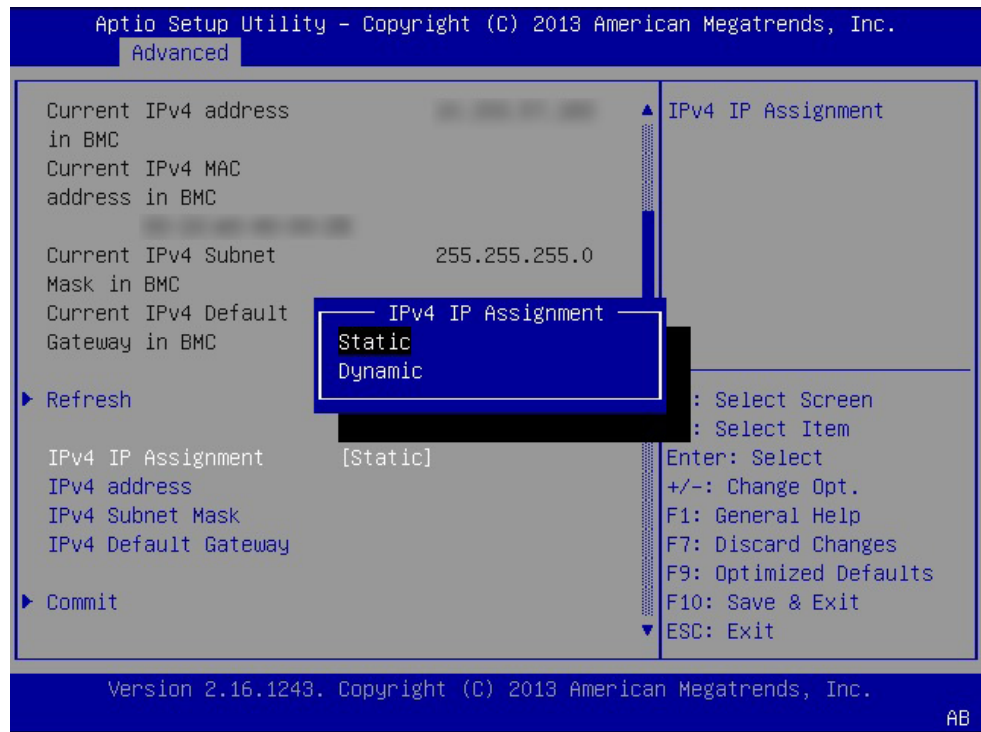 Aptio Setup Utility – Copyright (C) 2013 American Megatrends, Inc.
Advanced
Current IPv4 address
in BMC
Current IPv4 MAC
address in BMC
Current IPv4 Subnet 255.255.255.0
Mask in BMC
Current IPv4 Default
Gateway in BMC
Refresh
IPv4 IP Assignment [Static]
IPv4 address
IPv4 Subnet Mask
IPv4 Default Gateway
Commit
IPv4 IP Assignment
Static
Dynamic
IPv4 IP Assignment
: Select Screen
: Select Item
Enter: Select
+/-: Change Opt.
F1: General Help
F7: Discard Changes
F9: Optimized Defaults
F10: Save & Exit
ESC: Exit
Version 2.16.1243. Copyright (C) 2013 American Megatrends, Inc.
AB